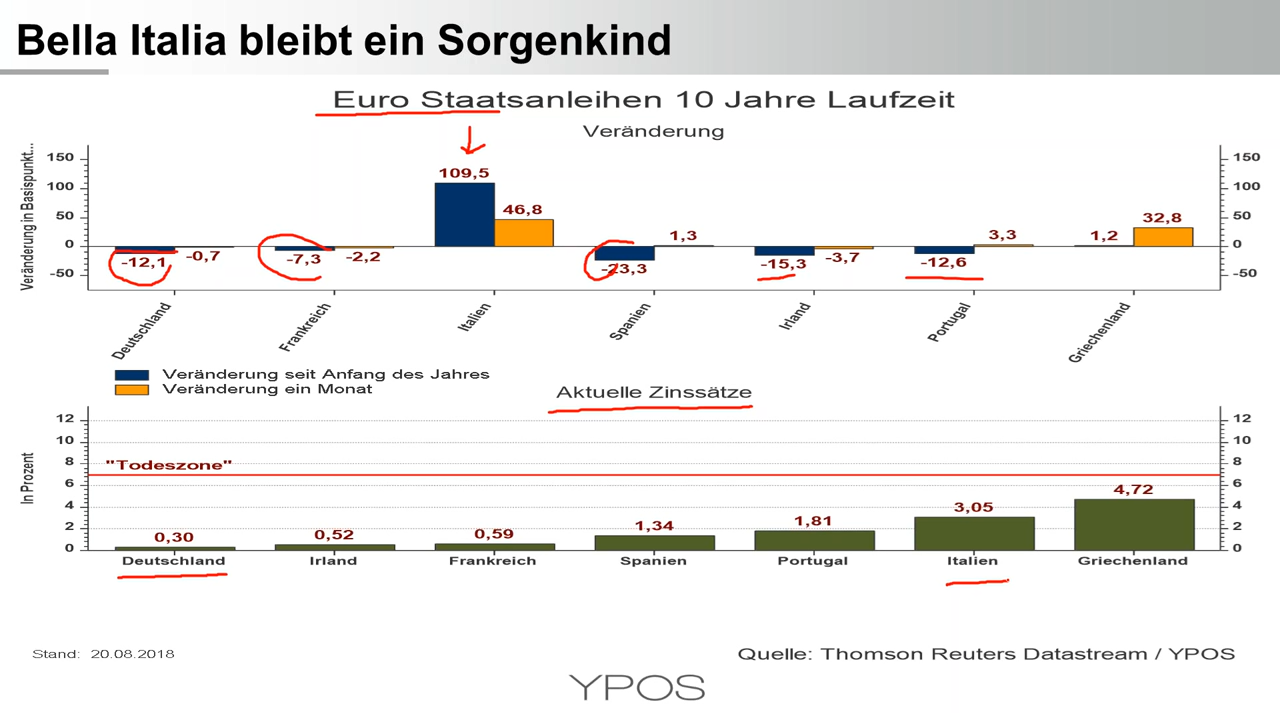 Bella Italia bleibt ein Sorgenkind
Euro Staatsanleihen 10 Jahre Laufzeit
Veränderung
Veränderung in Basispunkt...
150
100
50
0
-50
109,5
46,8
-12,1
-0,7
-7,3
-2,2
-23,3
1,3
-15,3
-3,7
-12,6
3,3
1,2
32,8
150
100
50
0
-50
Deutschland
Frankreich
Italien
Spanien
Irland
Portugal
Griechenland
Veränderung seit Anfang des Jahres
Veränderung ein Monat
Aktuelle Zinssätze
In Prozent
12
10
8
6
4
2
0
"Todeszone"
0,30
0,52
0,59
1,34
1,81
3,05
4,72
12
10
8
6
4
2
0
Deutschland
Irland
Frankreich
Spanien
Portugal
Italien
Griechenland
Stand: 20.08.2018
Quelle: Thomson Reuters Datastream / YPOS
YPOS